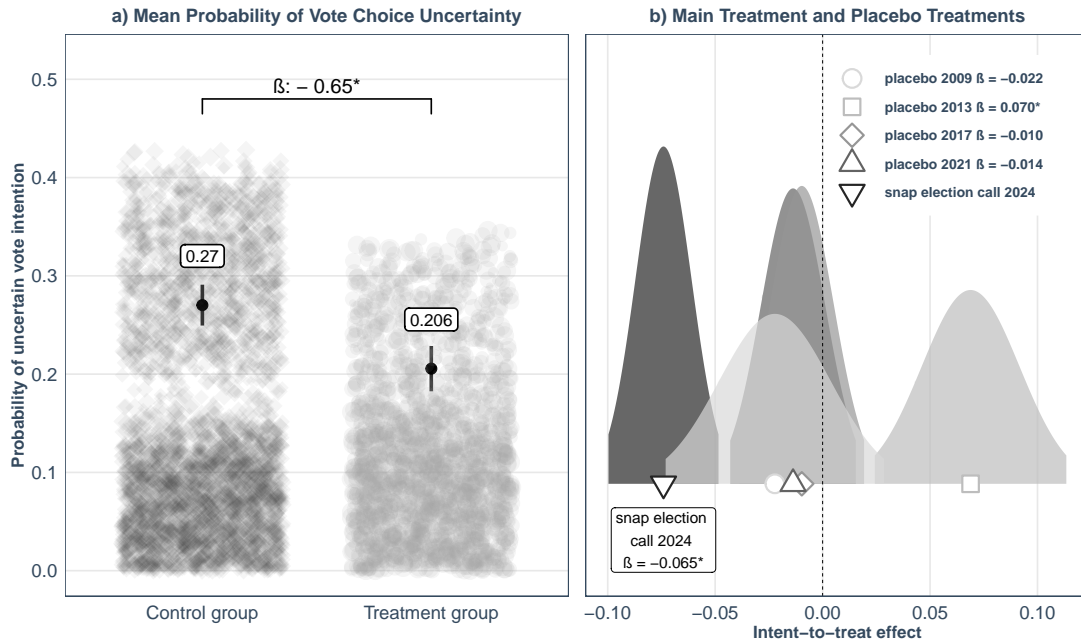 a) Mean Probability of Vote Choice Uncertainty
Probability of uncertain vote intention
0.5
0.4
0.3
0.2
0.1
0.0
ß: − 0.65*
0.27
0.206
Control group
Treatment group
b) Main Treatment and Placebo Treatments
placebo 2009 ß = −0.022
placebo 2013 ß = 0.070*
placebo 2017 ß = −0.010
placebo 2021 ß = −0.014
snap election call 2024
snap election
call 2024
ß = −0.065*
−0.10
−0.05
0.00
0.05
0.10
Intent−to−treat effect